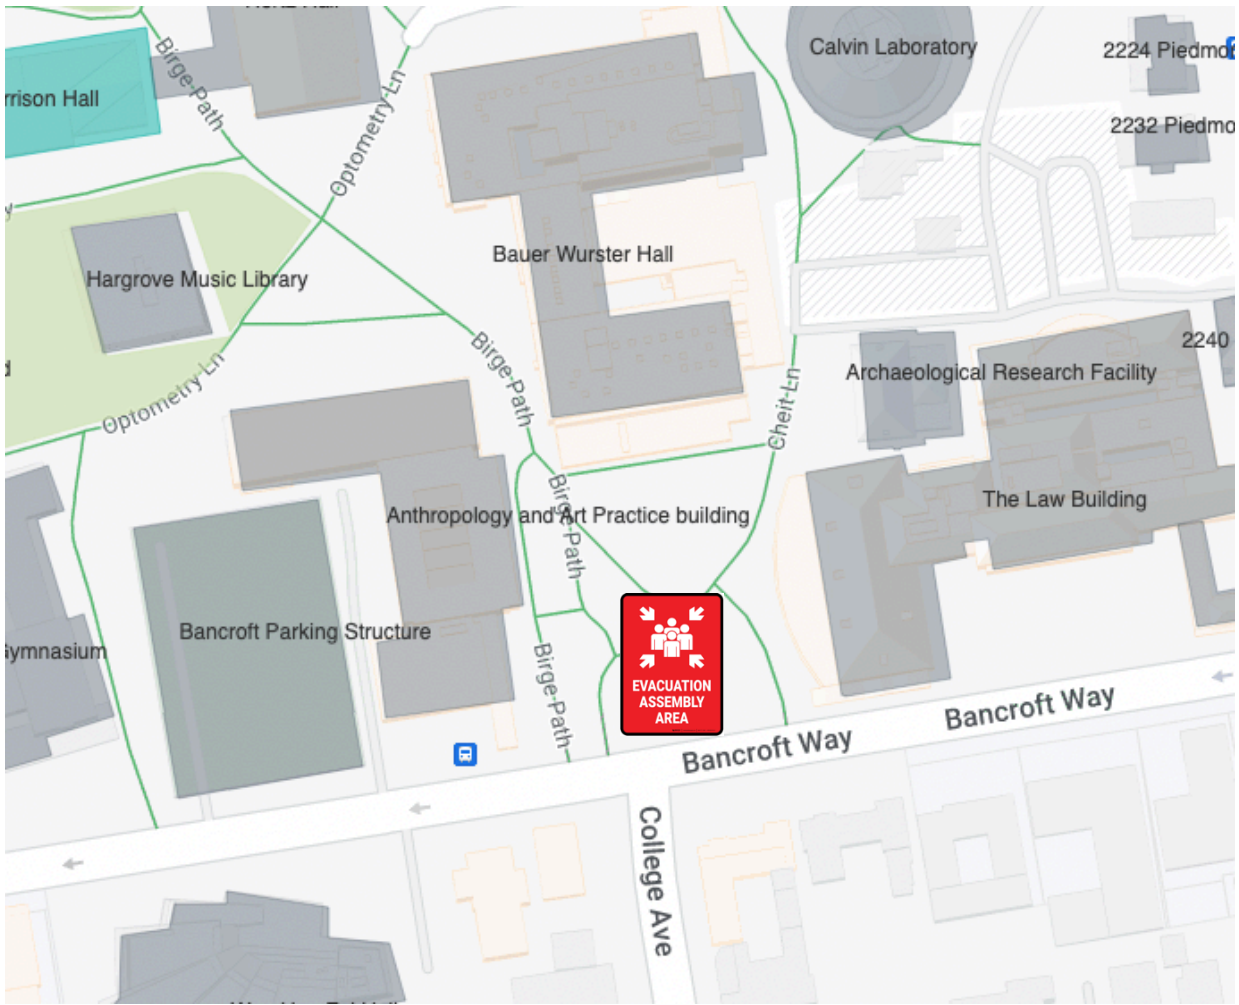 Birge Path
rrison Hall
Optometry Ln
Calvin Laboratory
2224 Piedmo
2232 Piedmo
Hargrove Music Library
Bauer Wurster Hall
Birge Path
Optometry Ln
Cheit Ln
2240
Archaeological Research Facility
The Law Building
Anthropology and Art Practice building
Birge Path
Bancroft Parking Structure
Gymnasium
Birge Path
EVACUATION
ASSEMBLY
AREA
Bancroft Way
Bancroft Way
College Ave